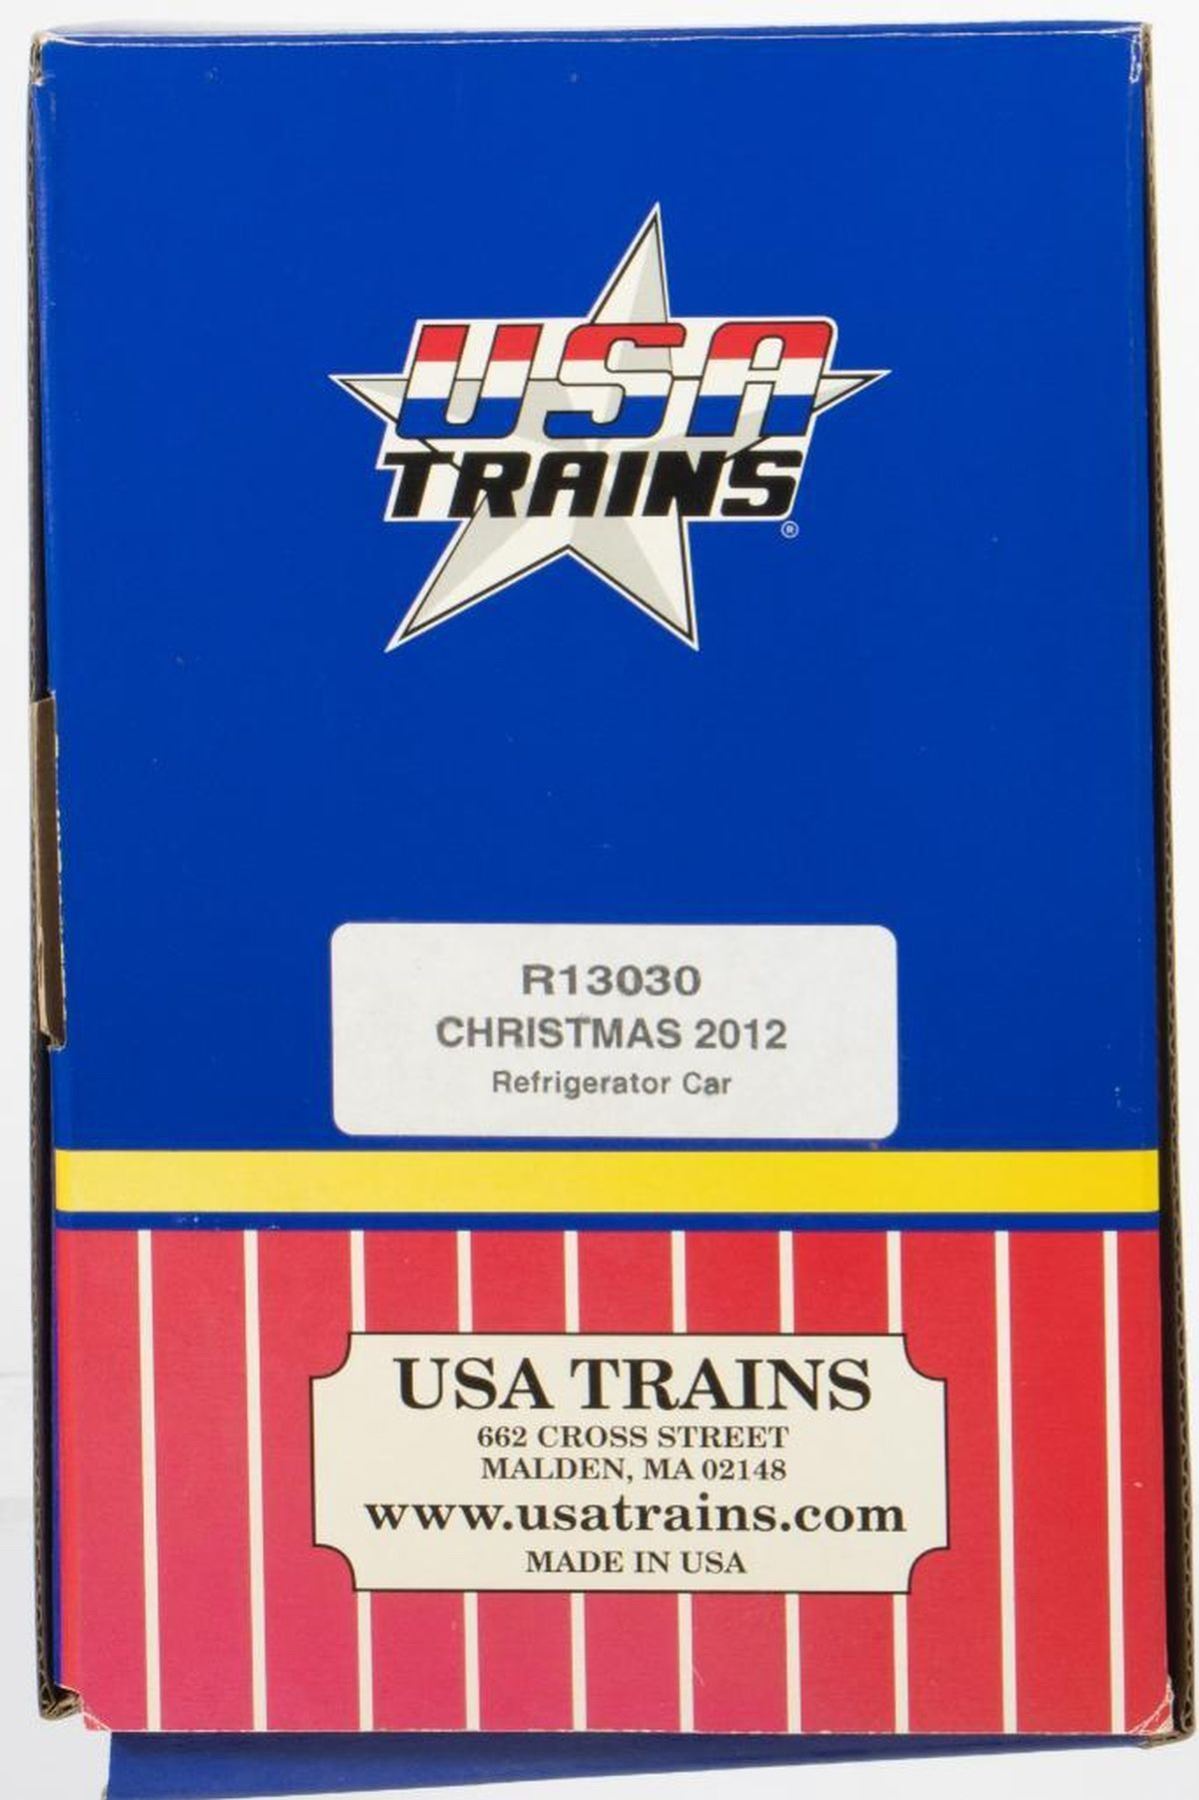 USA
TRAINS
®
R13030
CHRISTMAS 2012
Refrigerator Car
USA TRAINS
662 CROSS STREET
MALDEN, MA 02148
www.usatrains.com
MADE IN USA